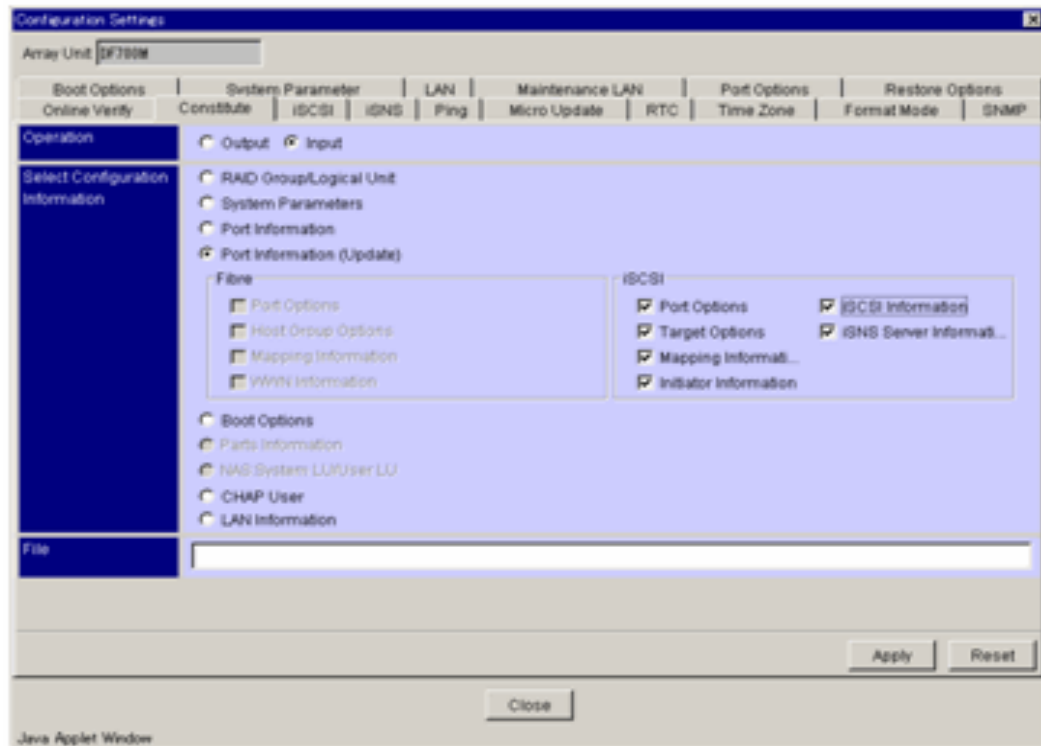 Configuration Settings
Array Unit DF700M
Boot Options System Parameter LAN Maintenance LAN Port Options Restore Options
Online Verify Constitute iSCSI iSNS Ping Micro Update RTC Time Zone Format Mode SNMP
Operation
Output Input
Select Configuration Information
RAID Group/Logical Unit
System Parameters
Port Information
Port Information (Update)
Fibre
Port Options
Host Group Options
Mapping Information
WWN Information
iSCSI
Port Options iSCSI Information
Target Options iSNS Server Informati...
Mapping Informati...
Initiator Information
Boot Options
Parts Information
NAS System LU/User LU
CHAP User
LAN Information
File
Apply Reset
Close
Java Applet Window